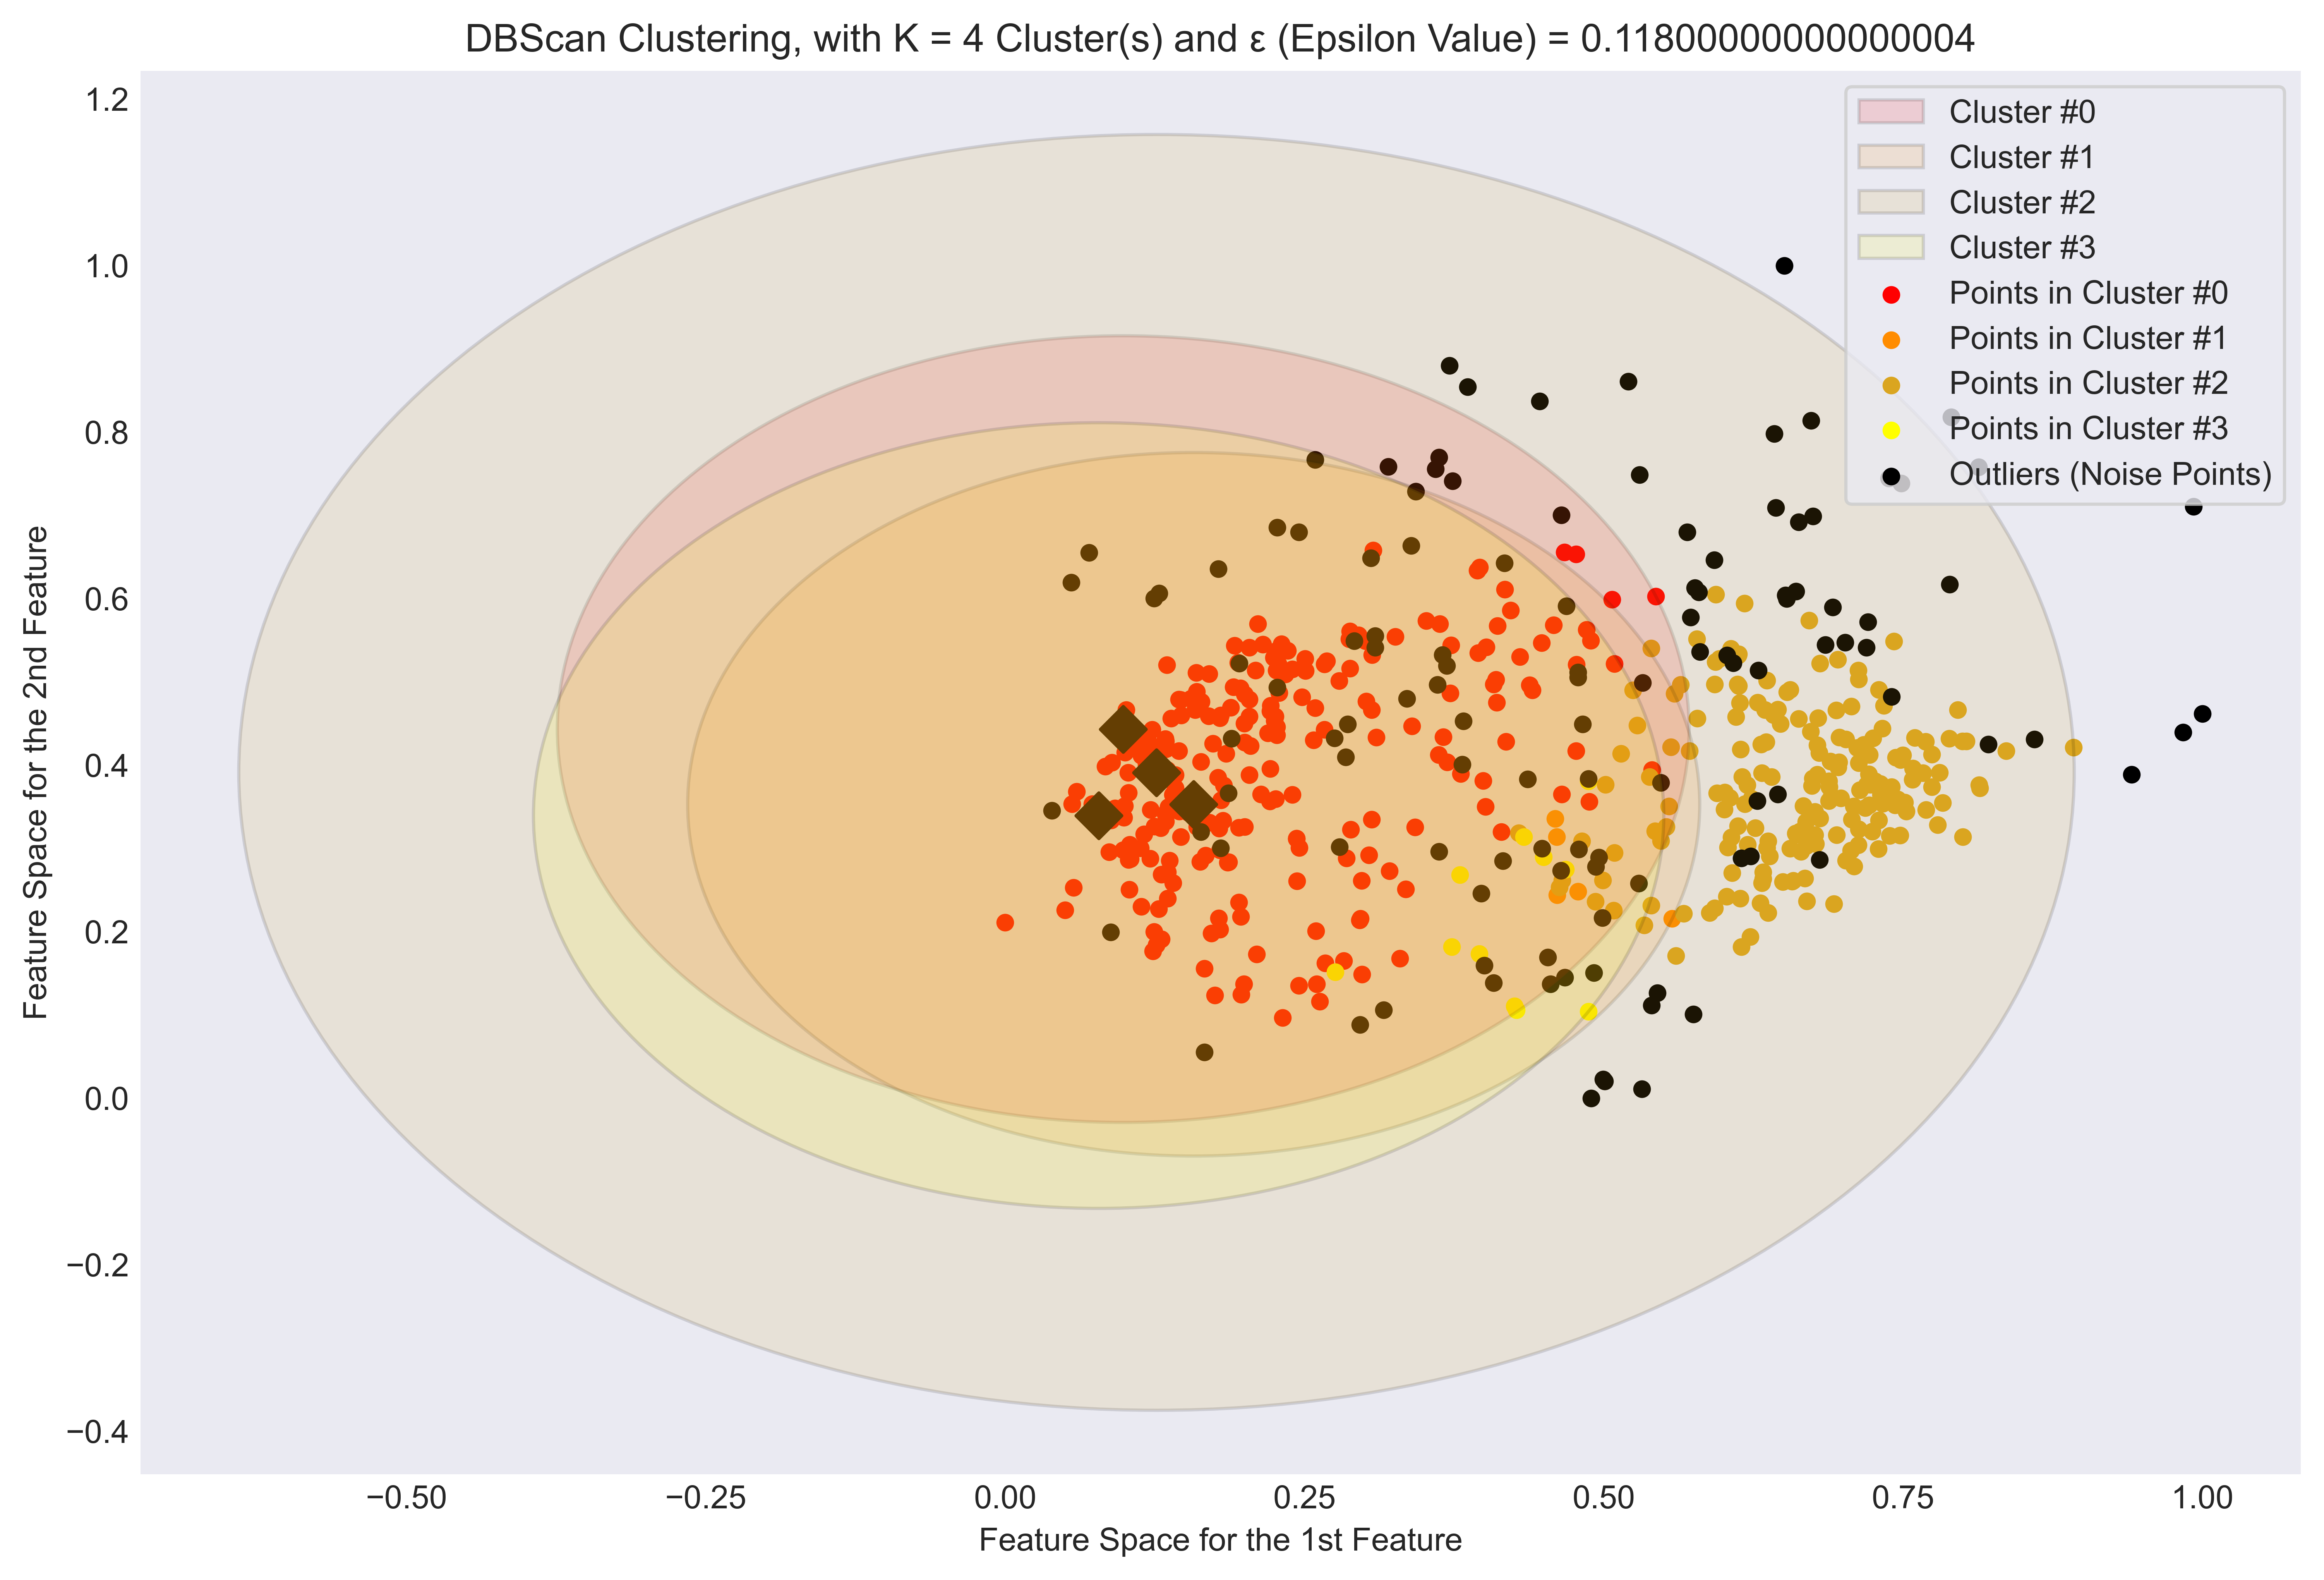 DBScan Clustering, with K = 4 Cluster(s) and ε (Epsilon Value) = 0.11800000000000004
Cluster #0
Cluster #1
Cluster #2
Cluster #3
Points in Cluster #0
Points in Cluster #1
Points in Cluster #2
Points in Cluster #3
Outliers (Noise Points)
1.2
1.0
0.8
0.6
0.4
0.2
0.0
−0.2
−0.4
Feature Space for the 2nd Feature
−0.50
−0.25
0.00
0.25
0.50
0.75
1.00
Feature Space for the 1st Feature